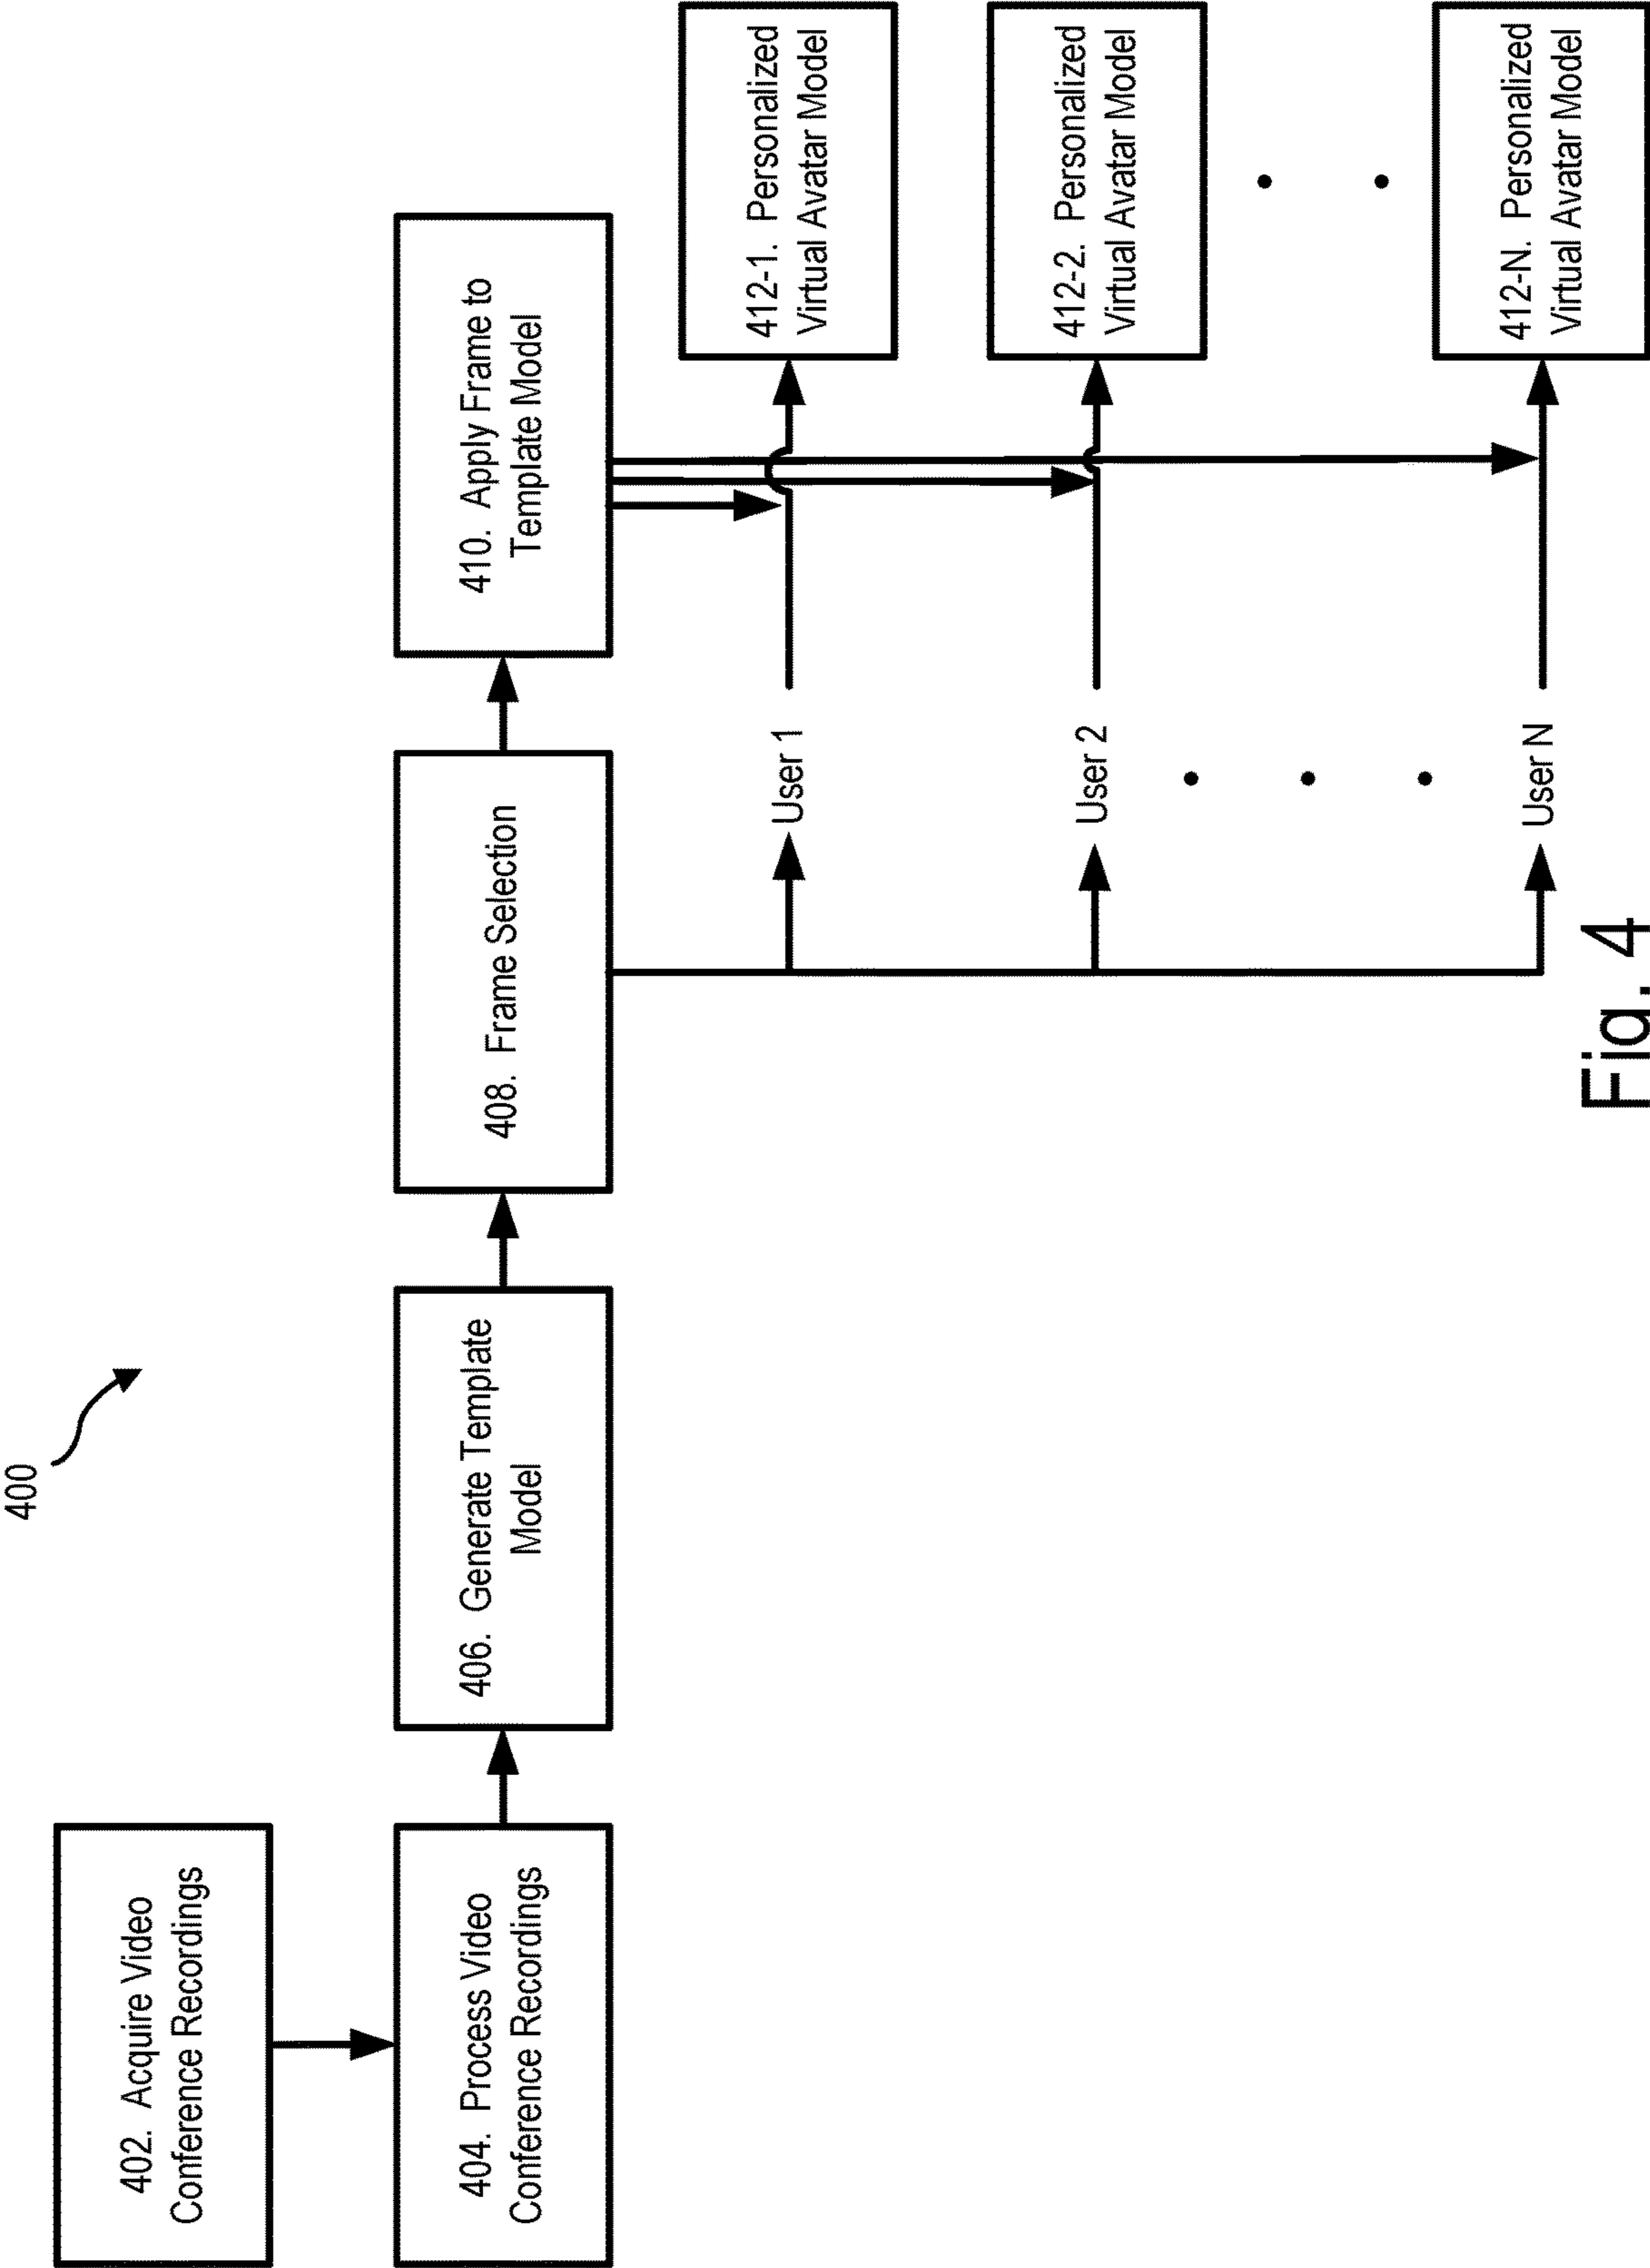 400
402. Acquire Video
Conference Recordings
404. Process Video
Conference Recordings
406. Generate Template
Model
408. Frame Selection
410. Apply Frame to
Template Model
User 1
412-1. Personalized
Virtual Avatar Model
User 2
412-2. Personalized
Virtual Avatar Model
User N
412-N. Personalized
Virtual Avatar Model
Fig. 4